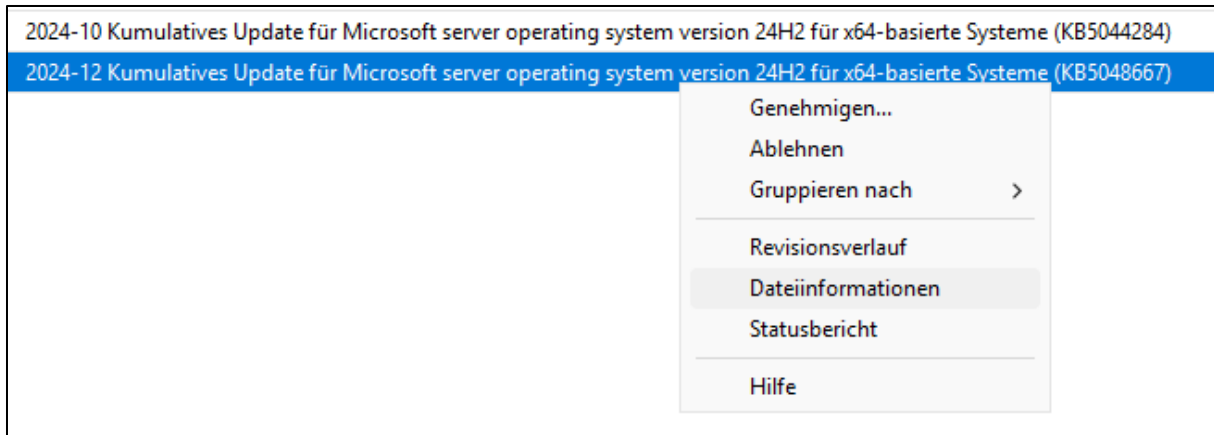 2024-10 Kumulatives Update für Microsoft server operating system version 24H2 für x64-basierte Systeme (KB5044284)
2024-12 Kumulatives Update für Microsoft server operating system version 24H2 für x64-basierte Systeme (KB5048667)
Genehmigen...
Ablehnen
Gruppieren nach
Revisionsverlauf
Dateiinformationen
Statusbericht
Hilfe